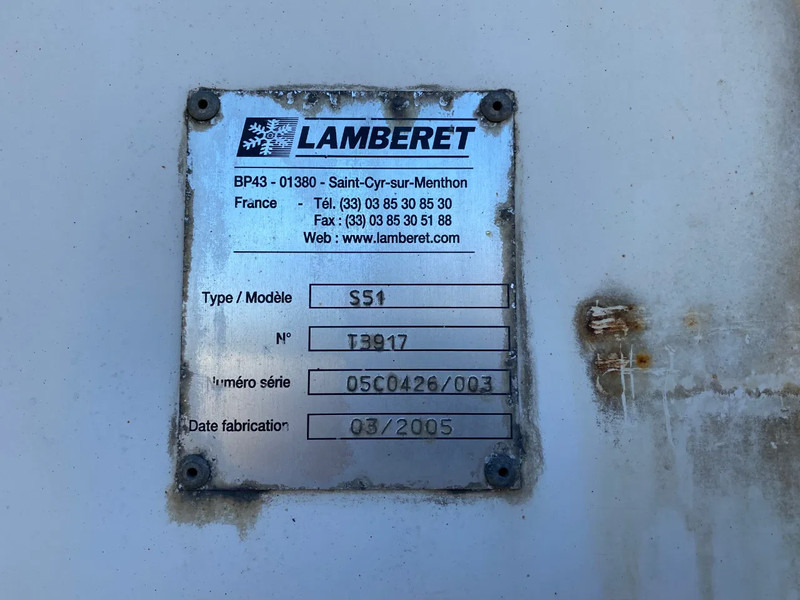 LAMBERET
BP43 - 01380 - Saint-Cyr-sur-Menthon
France - Tél. (33) 03 85 30 85 30
Fax : (33) 03 85 30 51 88
Web : www.lamberet.com
Type / Modèle S51
N° T3917
Numéro série 05C0426/003
Date fabrication 03/2005